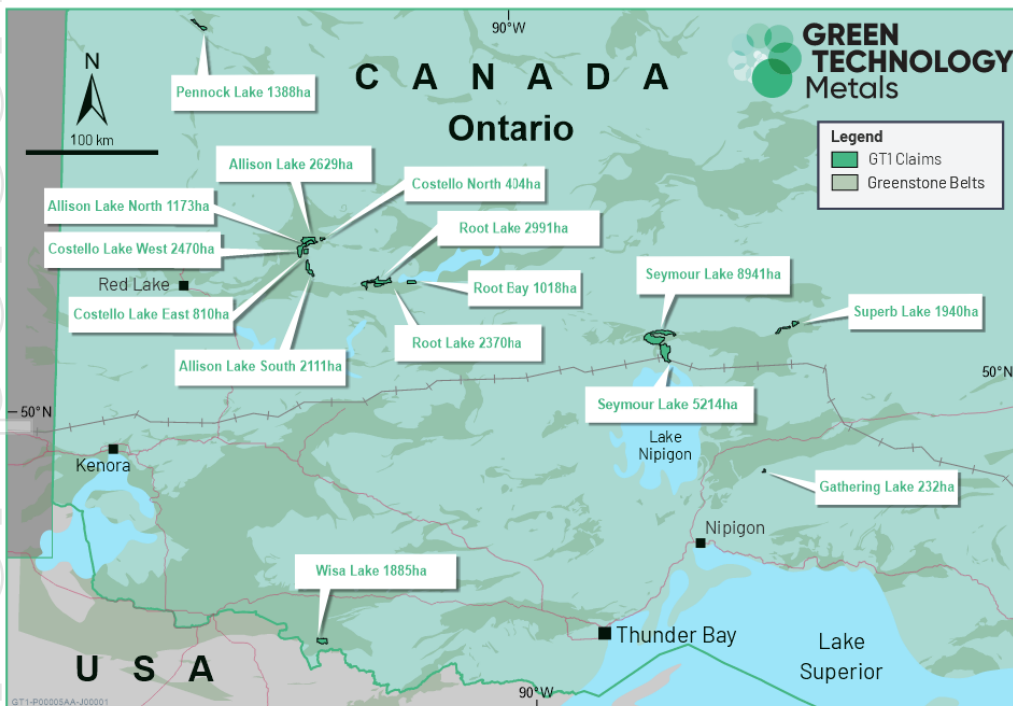 90°W
GREEN
TECHNOLOGY
Metals
N
100 km
CANADA
Ontario
Pennock Lake 1388ha
Legend
GT1 Claims
Greenstone Belts
Allison Lake 2629ha
Costello North 404ha
Allison Lake North 1173ha
Root Lake 2991ha
Costello Lake West 2470ha
Seymour Lake 8941ha
Red Lake
Root Bay 1018ha
Superb Lake 1940ha
Costello Lake East 810ha
Root Lake 2370ha
Allison Lake South 2111ha
50°N
Seymour Lake 5214ha
50°N
Lake
Nipigon
Kenora
Gathering Lake 232ha
Nipigon
Wisa Lake 1885ha
Thunder Bay
Lake
Superior
USA
90°W
GT1-P00005AA-J00001